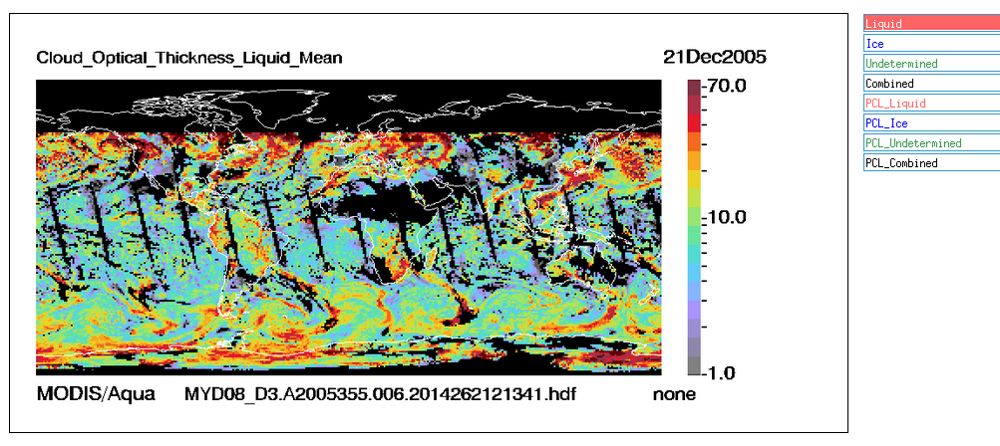 Cloud_Optical_Thickness_Liquid_Mean 21Dec2005
70.0
10.0
1.0
MODIS/Aqua MYD08_D3.A2005355.006.2014262121341.hdf none
Liquid
Ice
Undetermined
Combined
PCL_Liquid
PCL_Ice
PCL_Undetermined
PCL_Combined